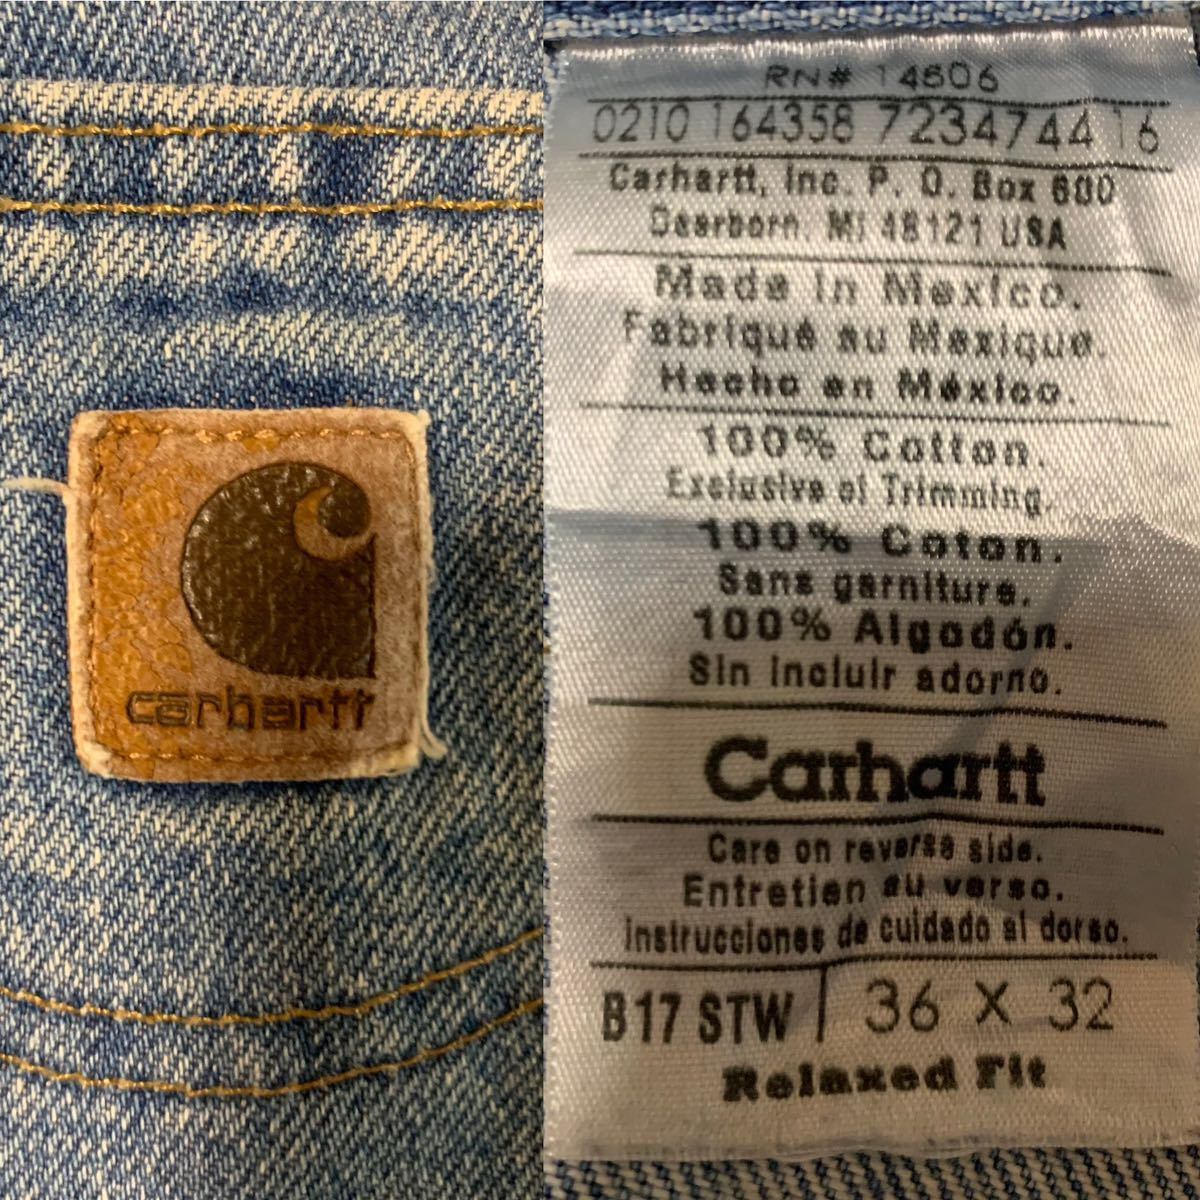 carhartt
RN# 14806
0210 164358 7234744 16
Carhartt, Inc. P. O. Box 600
Dearborn, MI 48121 USA
Made In Mexico.
Fabriqué au Mexique.
Hecho en México.
100% Cotton.
Exclusive of Trimming.
100% Coton.
Sans garniture.
100% Algodón.
Sin incluir adorno.
Carhartt
Care on reverse side.
Entretien au verso.
Instrucciones de cuidado al dorso.
B17 STW 36 X 32
Relaxed Fit